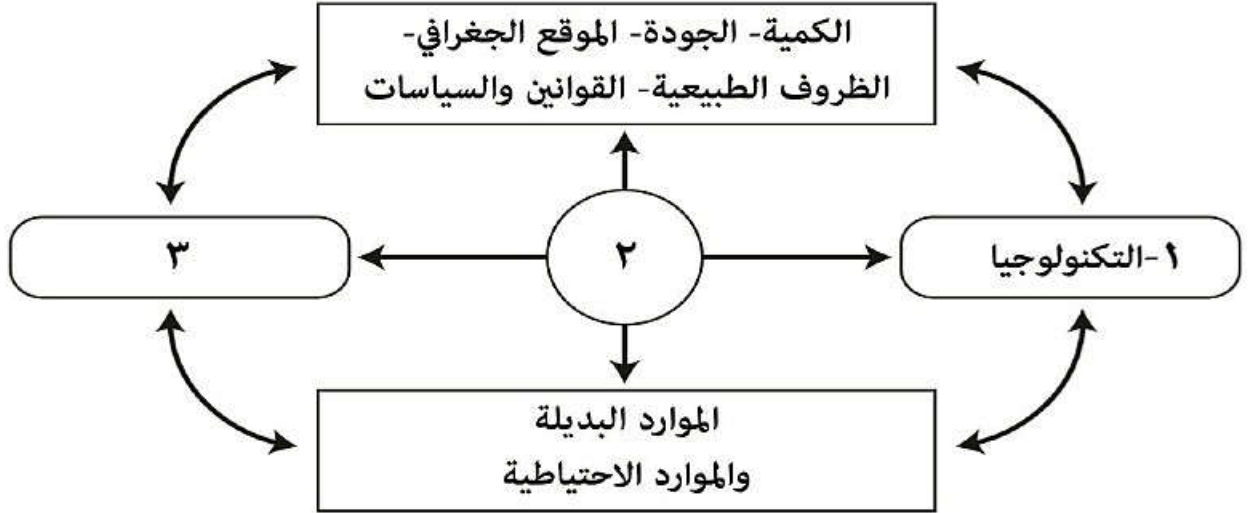 الكمية- الجودة- الموقع الجغرافي-
الظروف الطبيعية- القوانين والسياسات
١-التكنولوجيا
٢
٣
الموارد البديلة
والموارد الاحتياطية